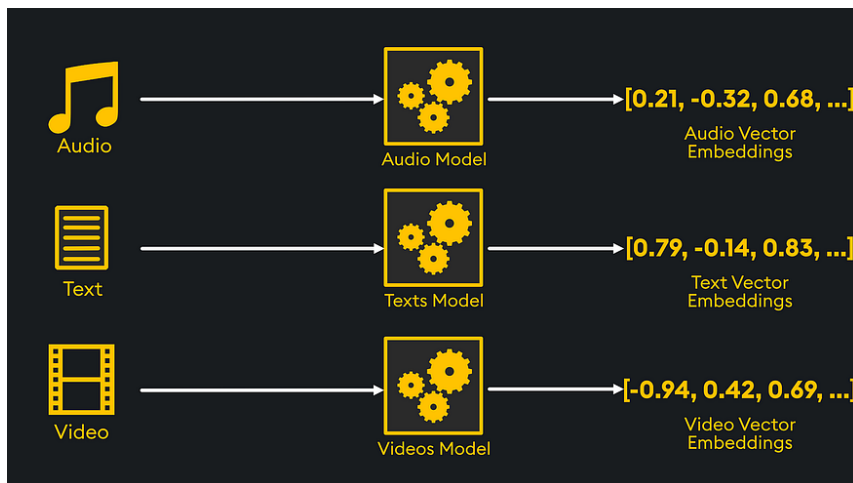 Audio
Audio Model
[0.21, -0.32, 0.68, ...]
Audio Vector
Embeddings
Text
Texts Model
[0.79, -0.14, 0.83, ...]
Text Vector
Embeddings
Video
Videos Model
[-0.94, 0.42, 0.69, ...]
Video Vector
Embeddings